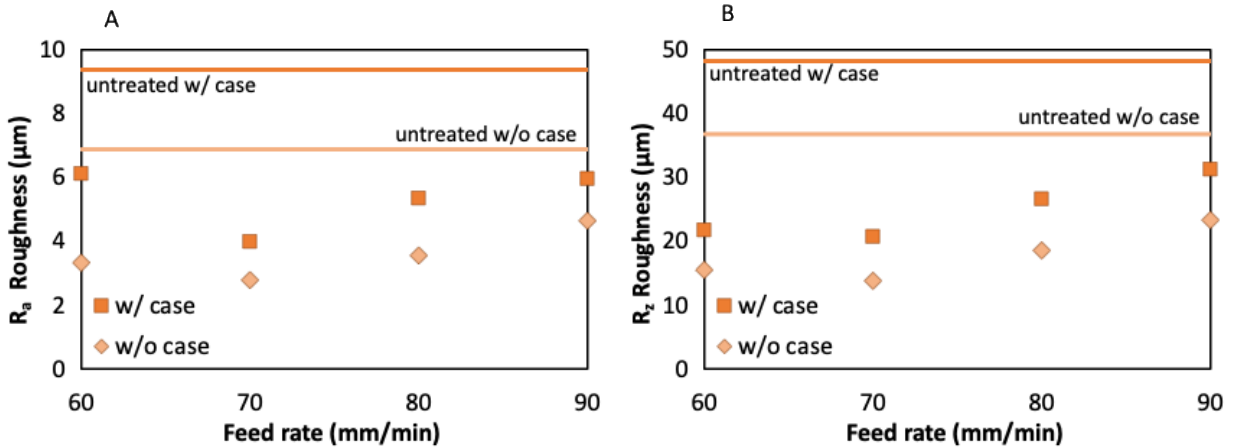 A
10
8
6
4
2
0
Ra Roughness (μm)
untreated w/ case
untreated w/o case
w/ case
w/o case
60 70 80 90
Feed rate (mm/min)
B
50
40
30
20
10
0
Rz Roughness (μm)
untreated w/ case
untreated w/o case
w/ case
w/o case
60 70 80 90
Feed rate (mm/min)